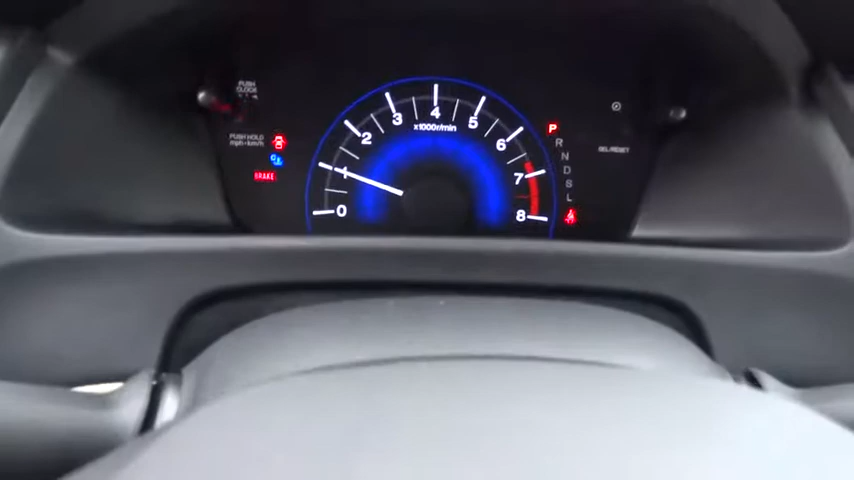 PUSH
CLOCK
PUSH HOLD
mph↔km/h
BRAKE
0
1
2
3
4
5
6
7
8
x1000r/min
P
R
N
D
S
L
SEL/RESET